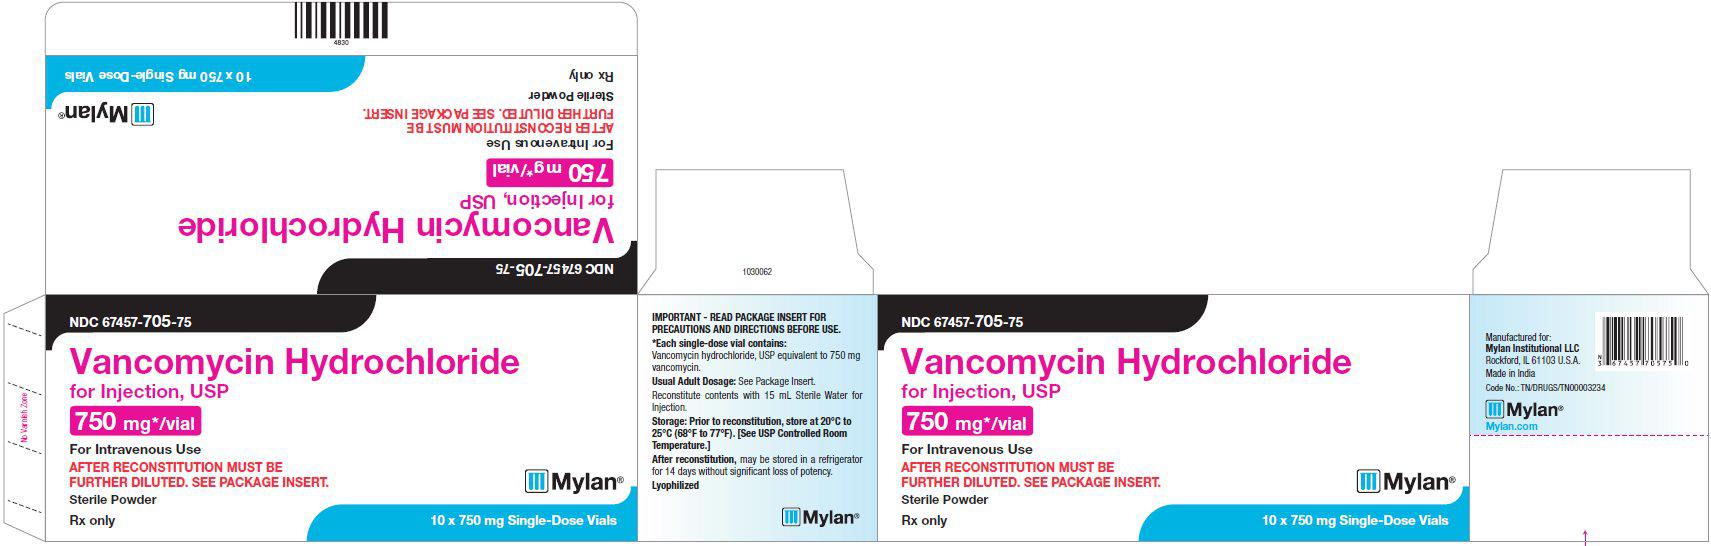 4830
10 x 750 mg Single-Dose Vials
Mylan®
Rx only
Sterile Powder
FURTHER DILUTED. SEE PACKAGE INSERT.
AFTER RECONSTITUTION MUST BE
For Intravenous Use
750 mg*/vial
for Injection, USP
Vancomycin Hydrochloride
NDC 67457-705-75
No Varnish Zone
NDC 67457-705-75
Vancomycin Hydrochloride
for Injection, USP
750 mg*/vial
For Intravenous Use
AFTER RECONSTITUTION MUST BE
FURTHER DILUTED. SEE PACKAGE INSERT.
Sterile Powder
Rx only
Mylan®
10 x 750 mg Single-Dose Vials
1030062
IMPORTANT - READ PACKAGE INSERT FOR
PRECAUTIONS AND DIRECTIONS BEFORE USE.
*Each single-dose vial contains:
Vancomycin hydrochloride, USP equivalent to 750 mg
vancomycin.
Usual Adult Dosage: See Package Insert.
Reconstitute contents with 15 mL Sterile Water for
Injection.
Storage: Prior to reconstitution, store at 20°C to
25°C (68°F to 77°F). [See USP Controlled Room
Temperature.]
After reconstitution, may be stored in a refrigerator
for 14 days without significant loss of potency.
Lyophilized
Mylan®
NDC 67457-705-75
Vancomycin Hydrochloride
for Injection, USP
750 mg*/vial
For Intravenous Use
AFTER RECONSTITUTION MUST BE
FURTHER DILUTED. SEE PACKAGE INSERT.
Sterile Powder
Rx only
Mylan®
10 x 750 mg Single-Dose Vials
Manufactured for:
Mylan Institutional LLC
Rockford, IL 61103 U.S.A.
Made in India
Code No.: TN/DRUGS/TN00003234
Mylan®
Mylan.com
N
3 67457 70575 0